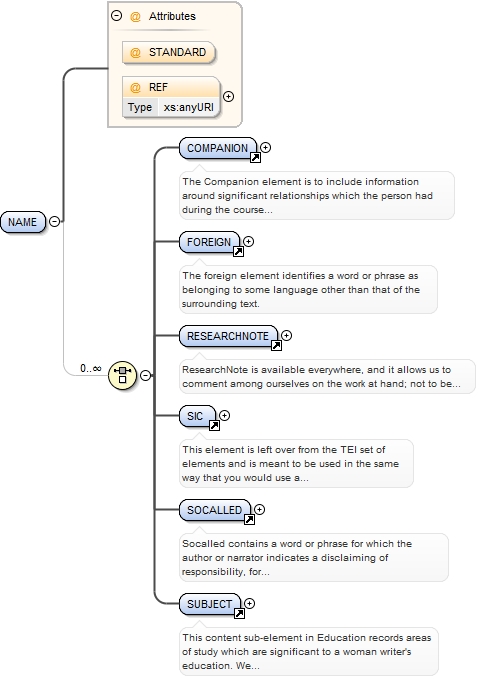 Attributes
@ STANDARD
@ REF
Type xs:anyURI
NAME
0..∞
COMPANION
The Companion element is to include information
around significant relationships which the person had
during the course...
FOREIGN
The foreign element identifies a word or phrase as
belonging to some language other than that of the
surrounding text.
RESEARCHNOTE
ResearchNote is available everywhere, and it allows us to
comment among ourselves on the work at hand; not to be...
SIC
This element is left over from the TEI set of
elements and is meant to be used in the same
way that you would use a...
SOCALLED
Socalled contains a word or phrase for which the
author or narrator indicates a disclaiming of
responsibility, for...
SUBJECT
This content sub-element in Education records areas
of study which are significant to a woman writer's
education. We...